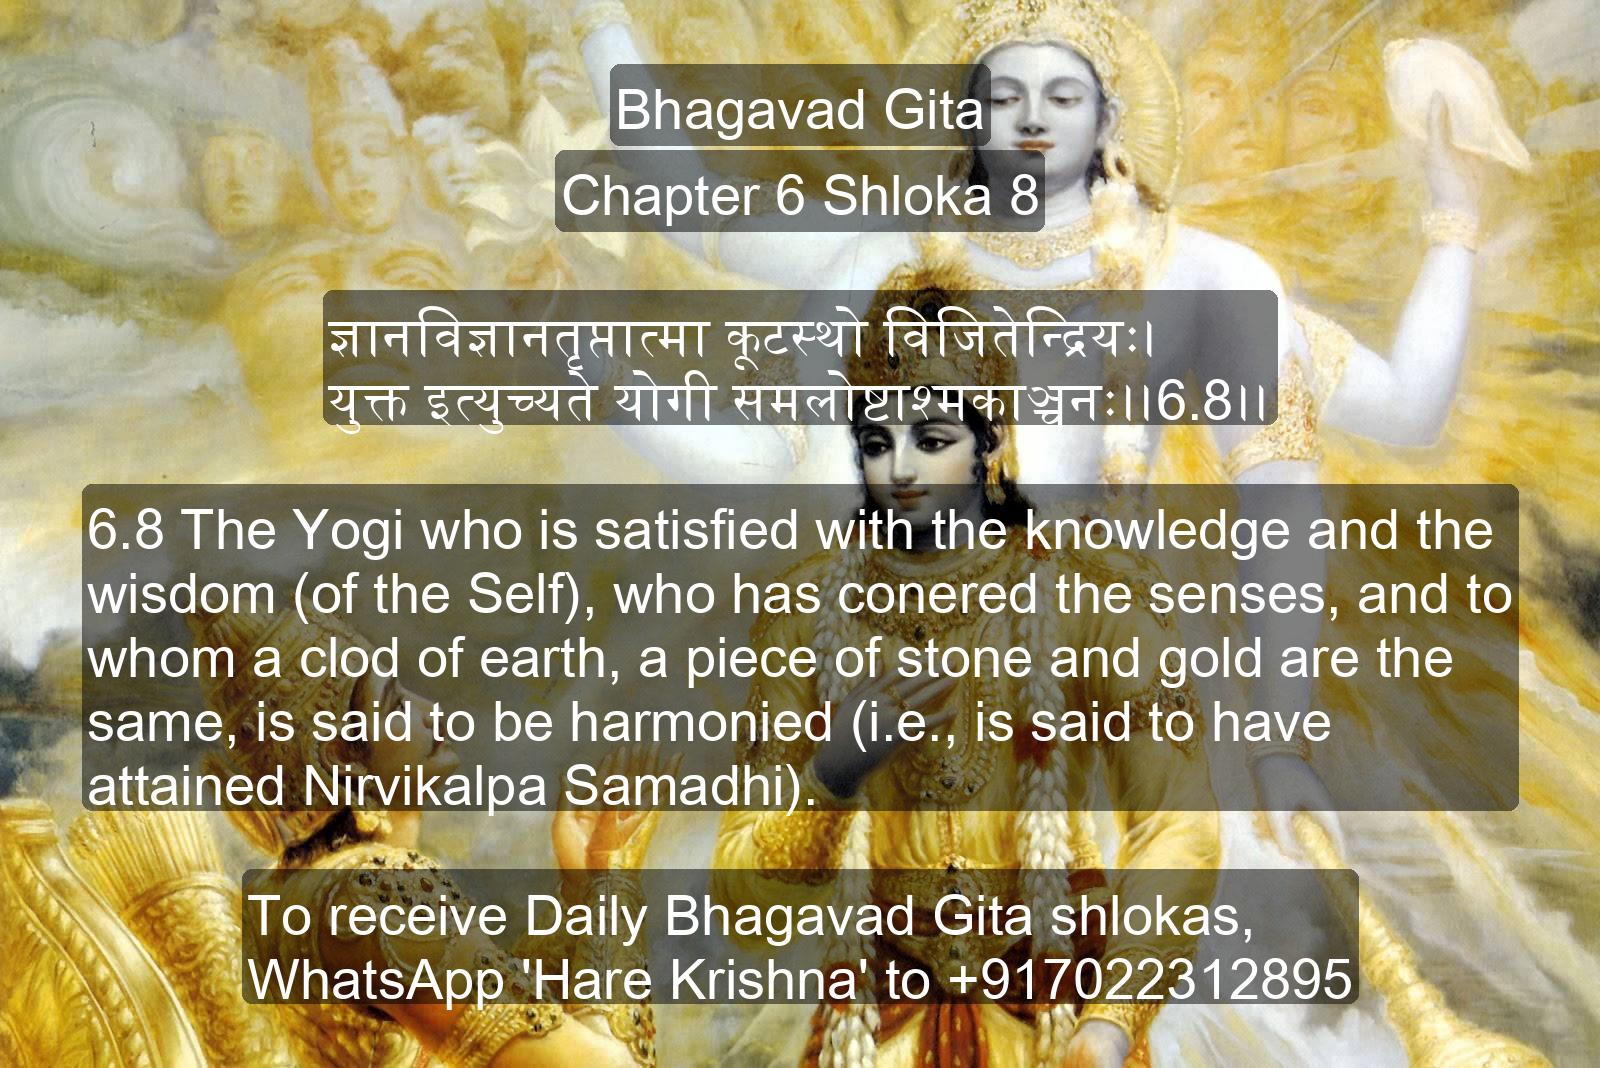 Bhagavad Gita
Chapter 6 Shloka 8
ज्ञानविज्ञानतृप्तात्मा कूटस्थो विजितेन्द्रियः।
युक्त इत्युच्यते योगी समलोष्टाश्मकाञ्चनः।।6.8।।
6.8 The Yogi who is satisfied with the knowledge and the
wisdom (of the Self), who has conered the senses, and to
whom a clod of earth, a piece of stone and gold are the
same, is said to be harmonied (i.e., is said to have
attained Nirvikalpa Samadhi).
To receive Daily Bhagavad Gita shlokas,
WhatsApp 'Hare Krishna' to +917022312895